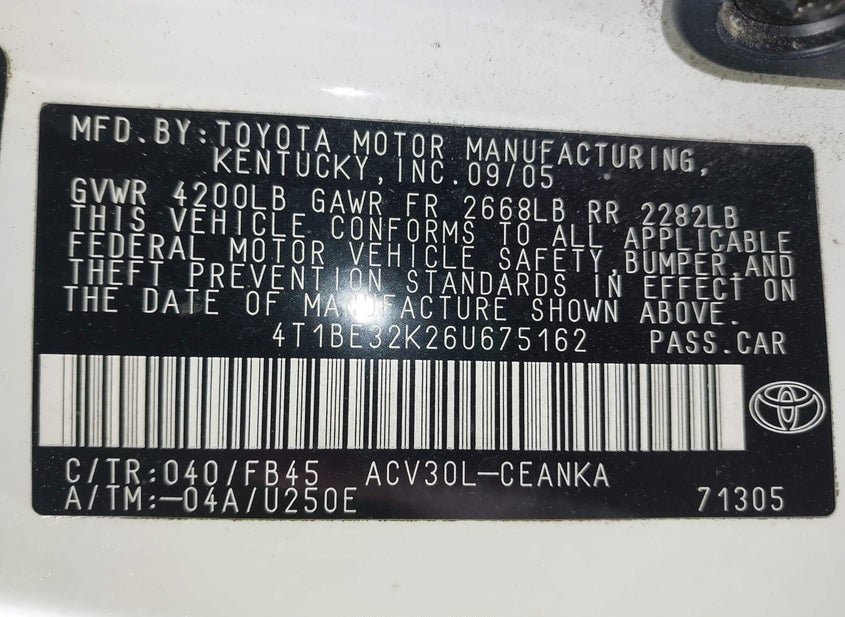 MFD.BY:TOYOTA MOTOR MANUFACTURING,
KENTUCKY,INC.09/05
GVWR 4200LB GAWR FR 2668LB RR 2282LB
THIS VEHICLE CONFORMS TO ALL APPLICABLE
FEDERAL MOTOR VEHICLE SAFETY,BUMPER,AND
THEFT PREVENTION STANDARDS IN EFFECT ON
THE DATE OF MANUFACTURE SHOWN ABOVE.
4T1BE32K26U675162 PASS.CAR
C/TR:040/FB45 ACV30L-CEANKA
A/TM:-04A/U250E 71305